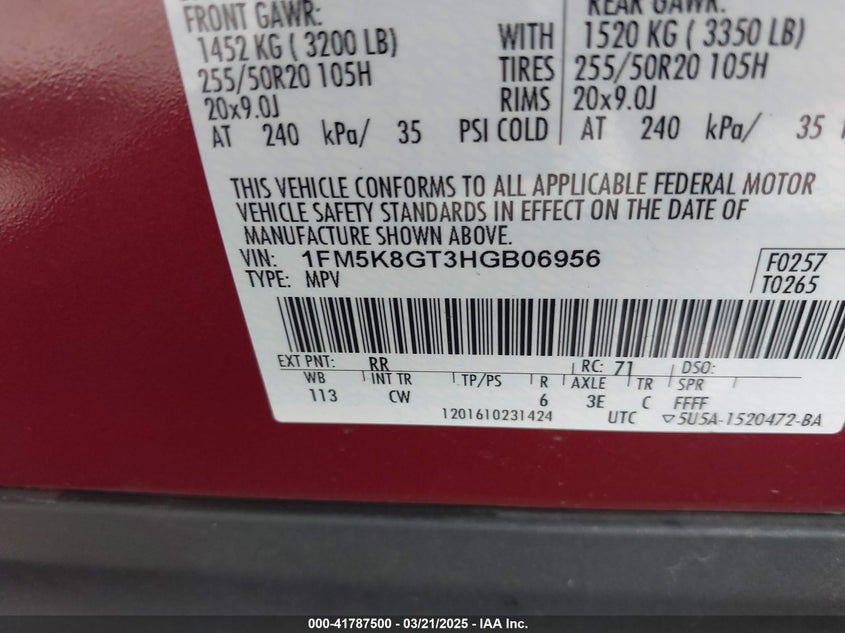 FRONT GAWR:
REAR GAWR:
1452 KG ( 3200 LB)
WITH
1520 KG ( 3350 LB)
255/50R20 105H
TIRES
255/50R20 105H
20x9.0J
RIMS
20x9.0J
AT 240 kPa/ 35 PSI COLD
AT 240 kPa/ 35
THIS VEHICLE CONFORMS TO ALL APPLICABLE FEDERAL MOTOR
VEHICLE SAFETY STANDARDS IN EFFECT ON THE DATE OF
MANUFACTURE SHOWN ABOVE.
VIN: 1FM5K8GT3HGB06956
F0257
TYPE: MPV
T0265
EXT PNT: RR RC: 71 DSO:
WB INT TR TP/PS R AXLE TR SPR
113 CW 6 3E C FFFF
1201610231424 UTC ▽5U5A-1520472-BA
000-41787500 - 03/21/2025 - IAA Inc.